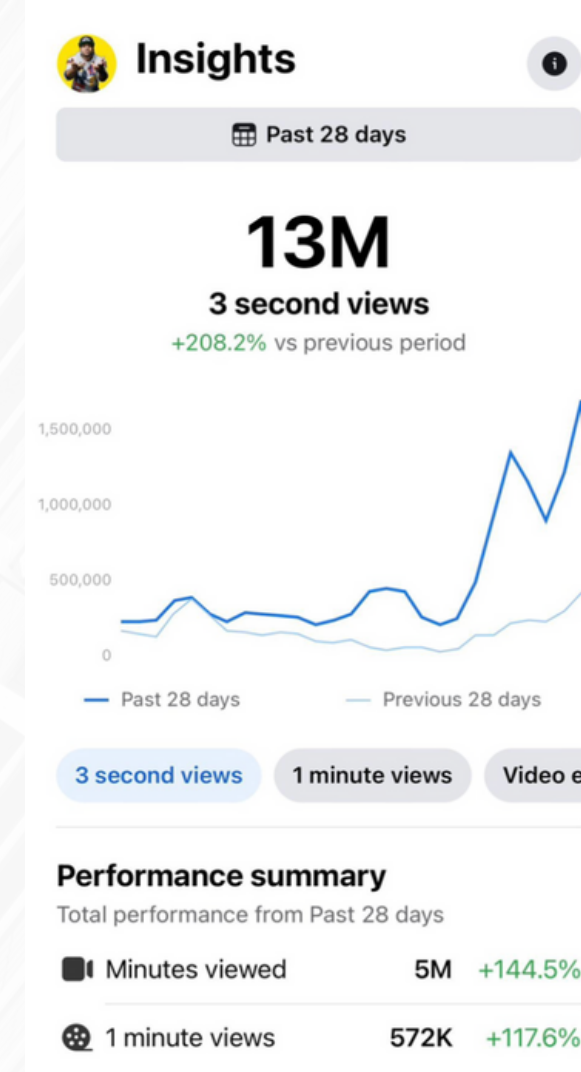 Insights
Past 28 days
13M
3 second views
+208.2% vs previous period
1,500,000
1,000,000
500,000
0
Past 28 days
Previous 28 days
3 second views
1 minute views
Video e
Performance summary
Total performance from Past 28 days
Minutes viewed 5M +144.5%
1 minute views 572K +117.6%